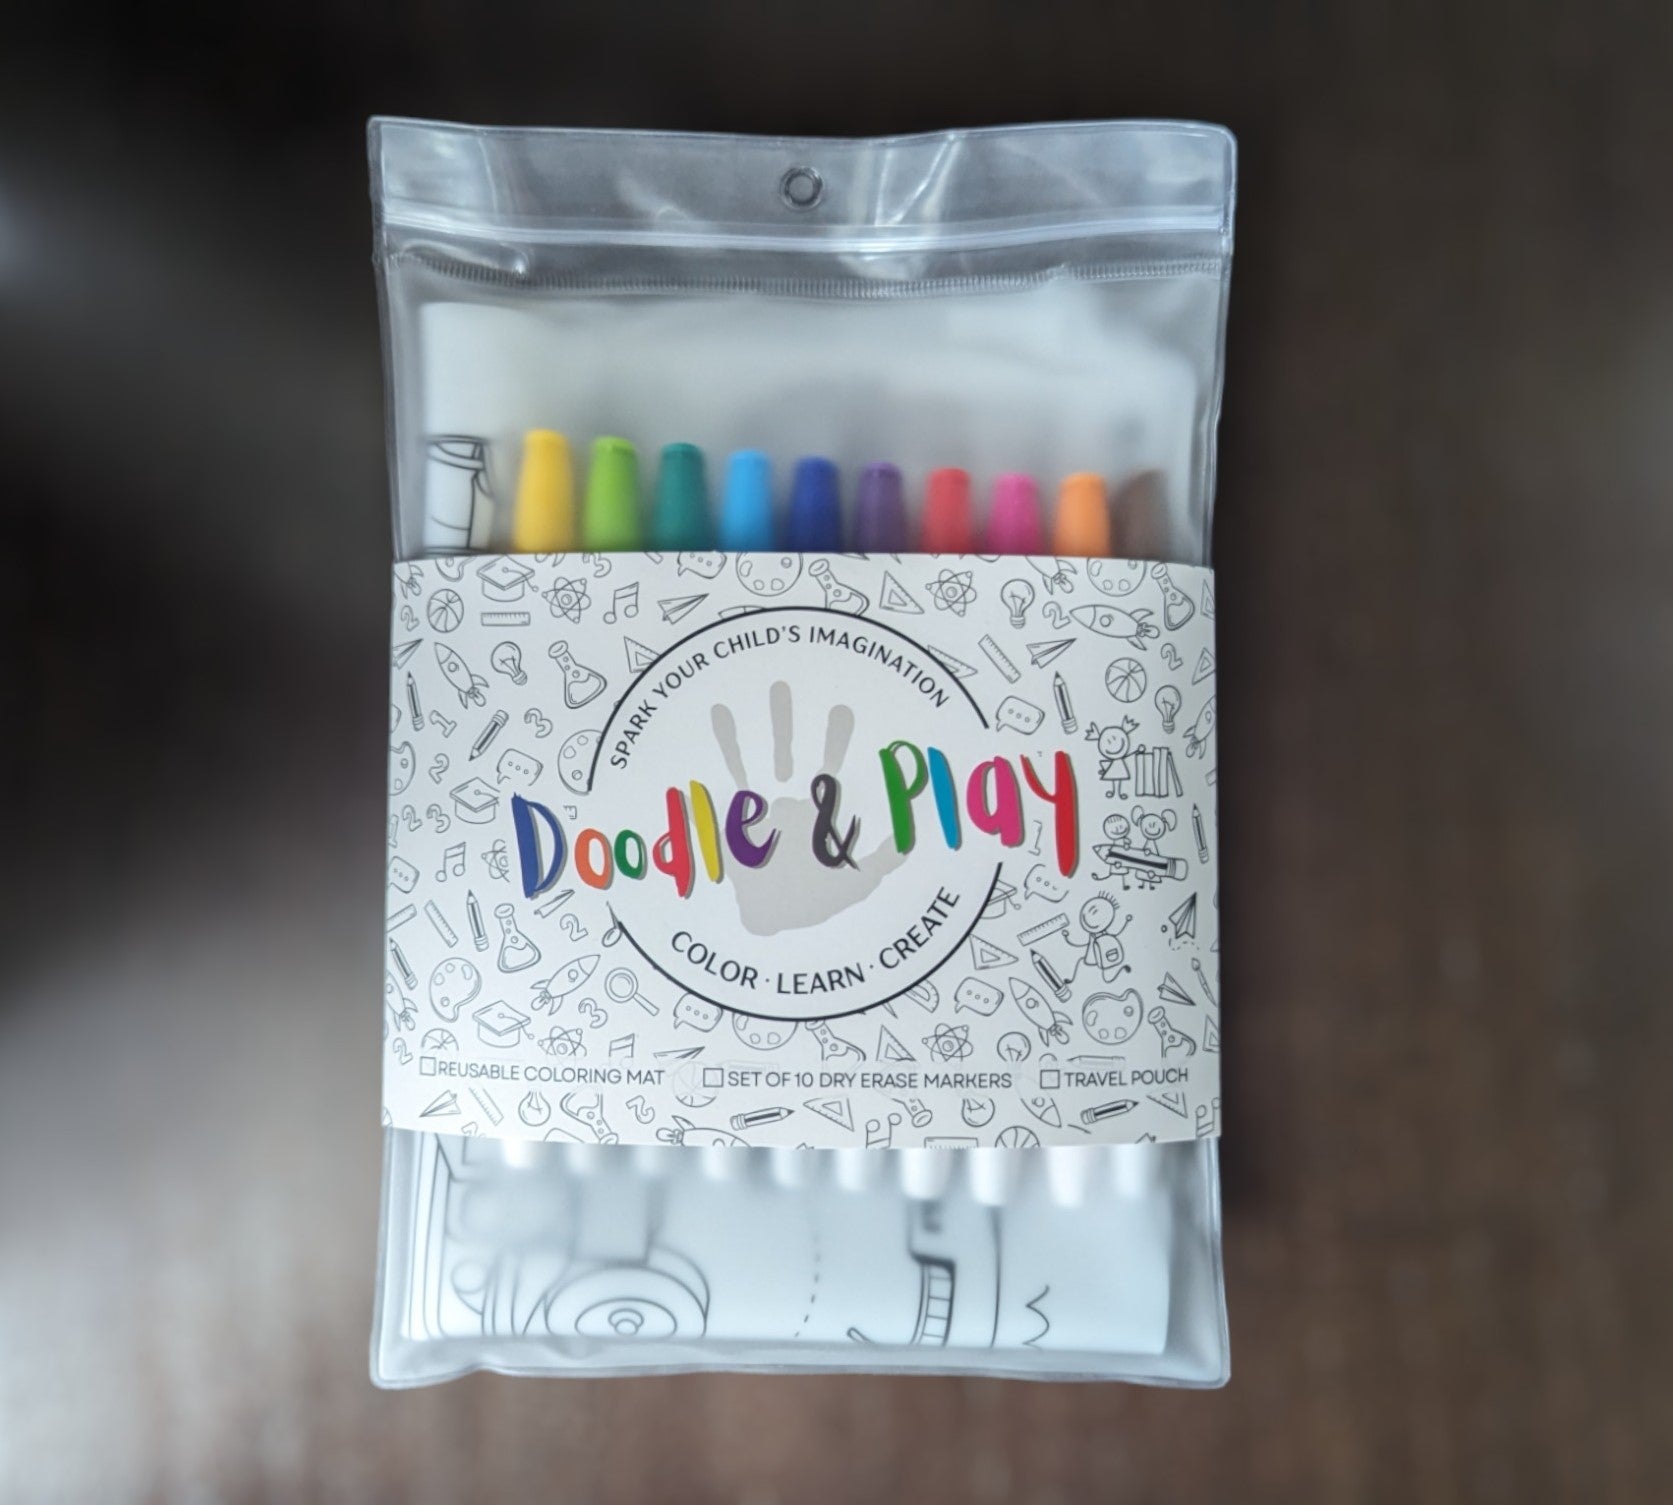 SPARK YOUR CHILD'S IMAGINATION
Doodle & Play
COLOR · LEARN · CREATE
REUSABLE COLORING MAT
SET OF 10 DRY ERASE MARKERS
TRAVEL POUCH